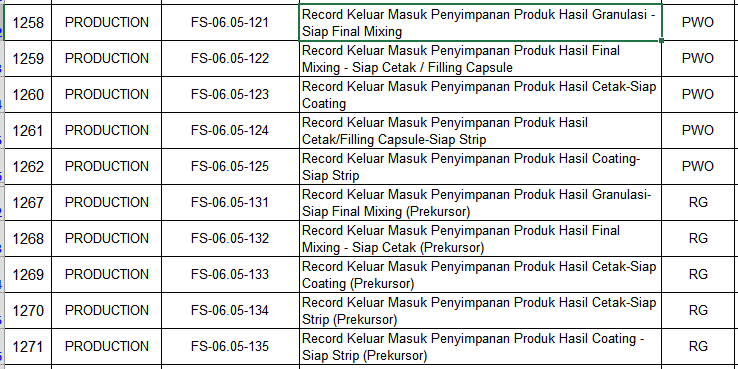 1258 PRODUCTION FS-06.05-121 Record Keluar Masuk Penyimpanan Produk Hasil Granulasi - PWO
Siap Final Mixing
1259 PRODUCTION FS-06.05-122 Record Keluar Masuk Penyimpanan Produk Hasil Final PWO
Mixing - Siap Cetak / Filling Capsule
1260 PRODUCTION FS-06.05-123 Record Keluar Masuk Penyimpanan Produk Hasil Cetak-Siap PWO
Coating
1261 PRODUCTION FS-06.05-124 Record Keluar Masuk Penyimpanan Produk Hasil PWO
Cetak/Filling Capsule-Siap Strip
1262 PRODUCTION FS-06.05-125 Record Keluar Masuk Penyimpanan Produk Hasil Coating- PWO
Siap Strip
1267 PRODUCTION FS-06.05-131 Record Keluar Masuk Penyimpanan Produk Hasil Granulasi- RG
Siap Final Mixing (Prekursor)
1268 PRODUCTION FS-06.05-132 Record Keluar Masuk Penyimpanan Produk Hasil Final RG
Mixing - Siap Cetak (Prekursor)
1269 PRODUCTION FS-06.05-133 Record Keluar Masuk Penyimpanan Produk Hasil Cetak-Siap RG
Coating (Prekursor)
1270 PRODUCTION FS-06.05-134 Record Keluar Masuk Penyimpanan Produk Hasil Cetak-Siap RG
Strip (Prekursor)
1271 PRODUCTION FS-06.05-135 Record Keluar Masuk Penyimpanan Produk Hasil Coating - RG
Siap Strip (Prekursor)